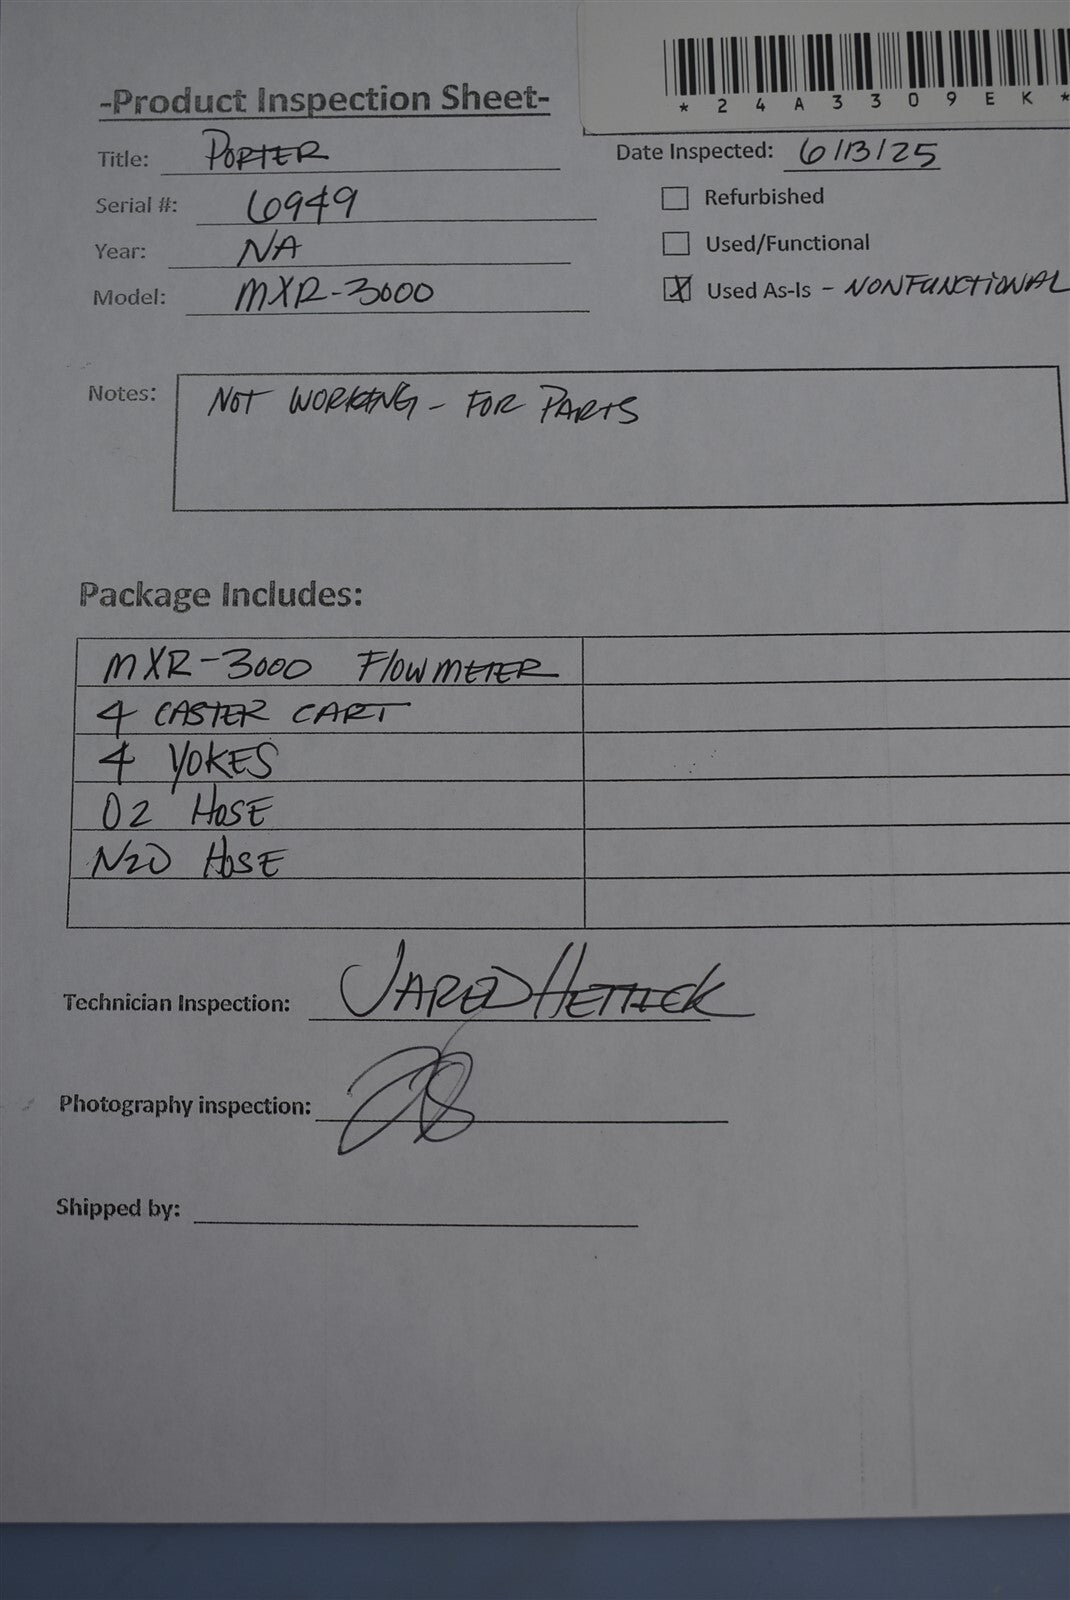 *24A3309EK*
-Product Inspection Sheet-
Title: PORTER
Date Inspected: 6/13/25
Serial #: 6949
Refurbished
Year: NA
Used/Functional
Model: MXR-3000
X Used As-Is - NONFUNCTIONAL
Notes: NOT WORKING - FOR PARTS
Package Includes:
MXR-3000 FLOWMETER
4 CASTER CART
4 YOKES
O2 HOSE
N2O HOSE
Technician Inspection: JARED HETTICK
Photography inspection:
Shipped by: